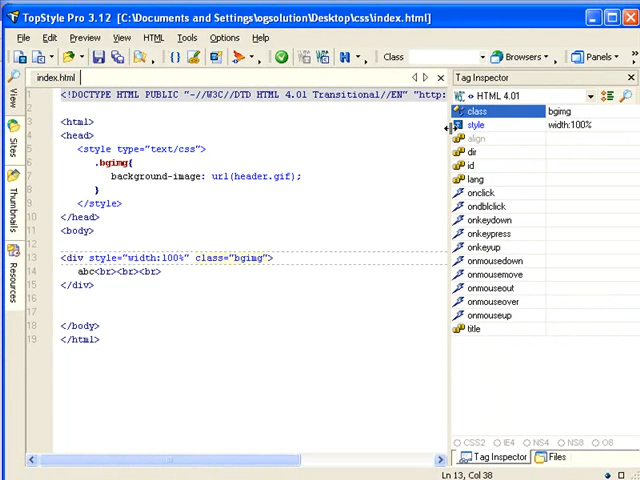 TopStyle Pro 3.12 [C:\Documents and Settings\ogsolution\Desktop\css\index.html]
File Edit Preview View HTML Tools Options Help
Class Browsers Panels
index.html
Tag Inspector
View
Sites
Thumbnails
Resources
1 <!DOCTYPE HTML PUBLIC "-//W3C//DTD HTML 4.01 Transitional//EN" "http:
2
3 <html>
4 <head>
5 <style type="text/css">
6 .bgimg{
7 background-image: url(header.gif);
8 }
9 </style>
10 </head>
11 <body>
12
13 <div style="width:100%" class="bgimg">
14 abc<br><br><br>
15 </div>
16
17
18 </body>
19 </html>
HTML 4.01
class bgimg
style width:100%
align
dir
id
lang
onclick
ondblclick
onkeydown
onkeypress
onkeyup
onmousedown
onmousemove
onmouseout
onmouseover
onmouseup
title
CSS2 IE4 NS4 NS8 O8
Tag Inspector Files
Ln 13, Col 38